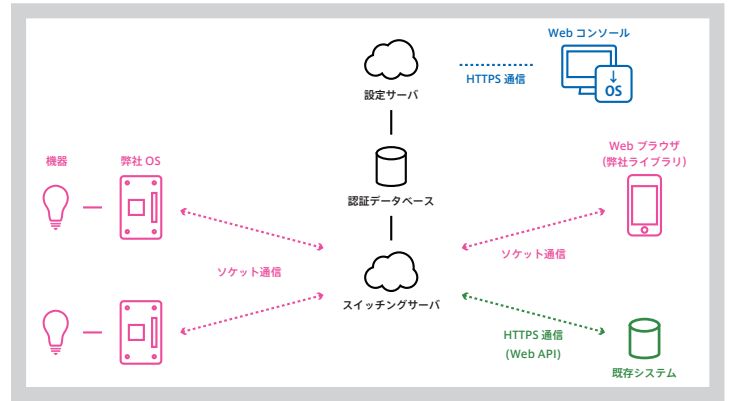 Web コンソール
↓
OS
HTTPS 通信
設定サーバ
機器
弊社 OS
Web ブラウザ
(弊社ライブラリ)
認証データベース
ソケット通信
ソケット通信
スイッチングサーバ
HTTPS 通信
(Web API)
既存システム